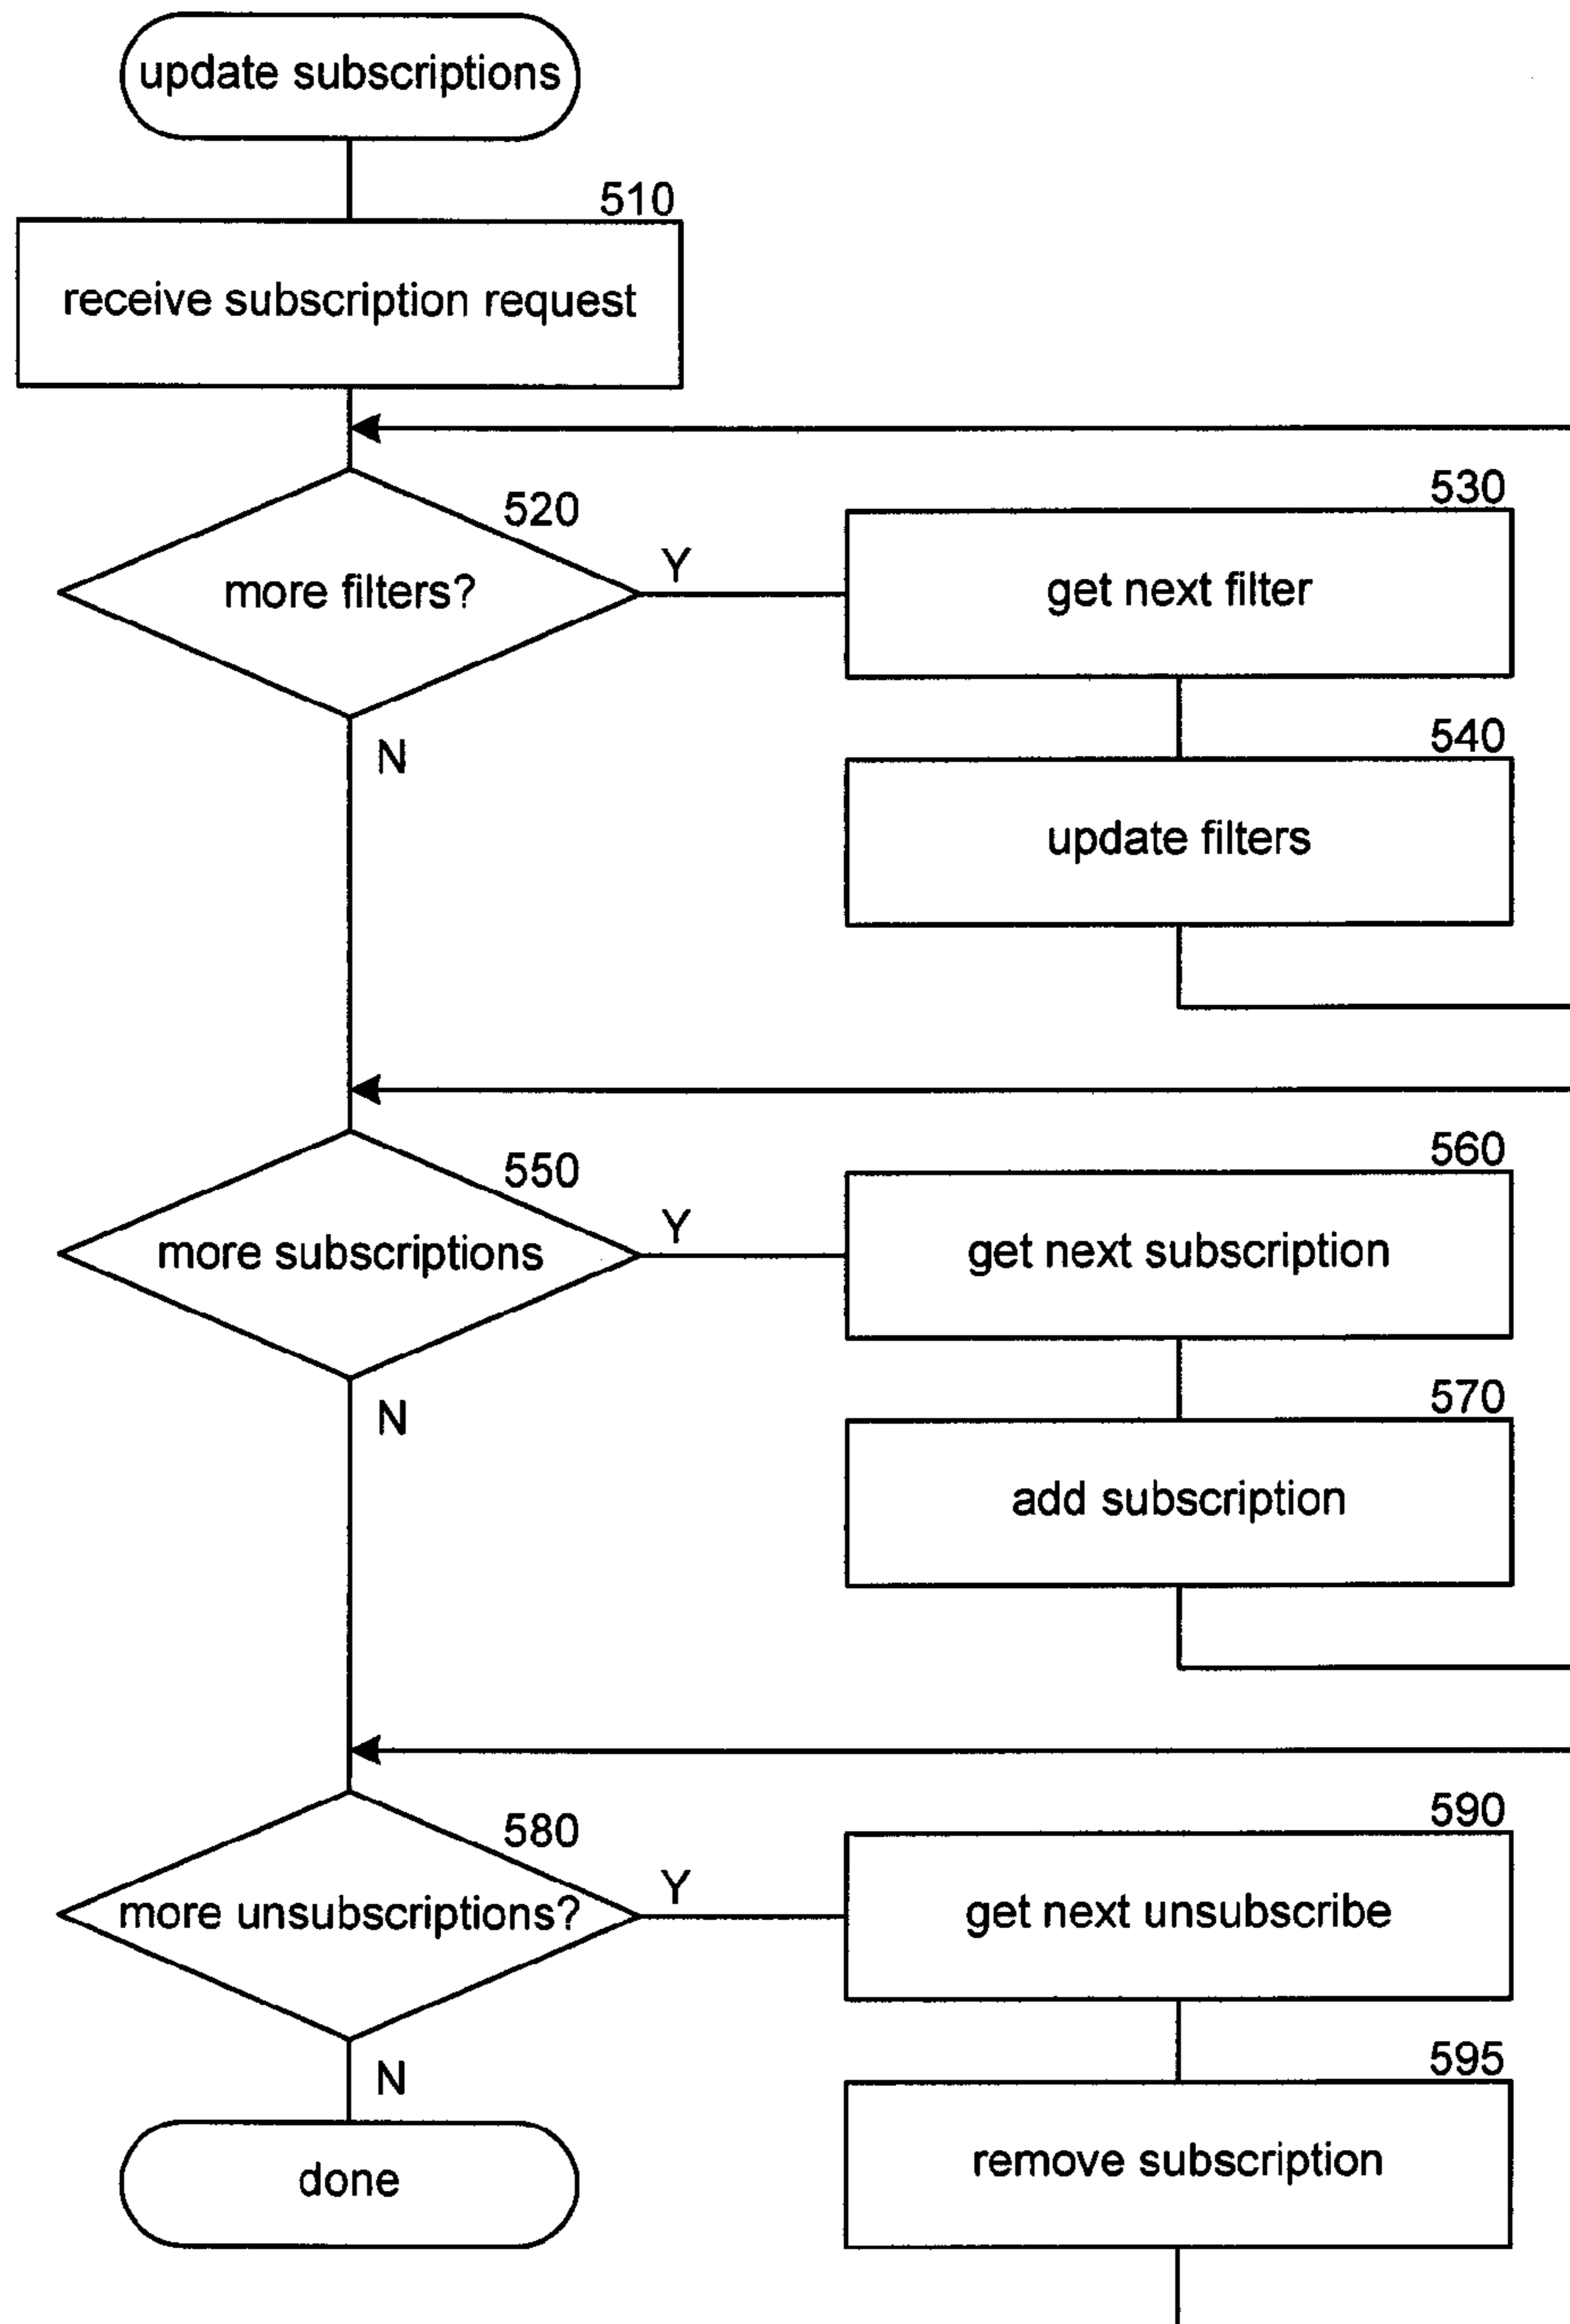 update subscriptions
510
receive subscription request
520
more filters?
Y
N
530
get next filter
540
update filters
550
more subscriptions
Y
N
560
get next subscription
570
add subscription
580
more unsubscriptions?
Y
N
590
get next unsubscribe
595
remove subscription
done